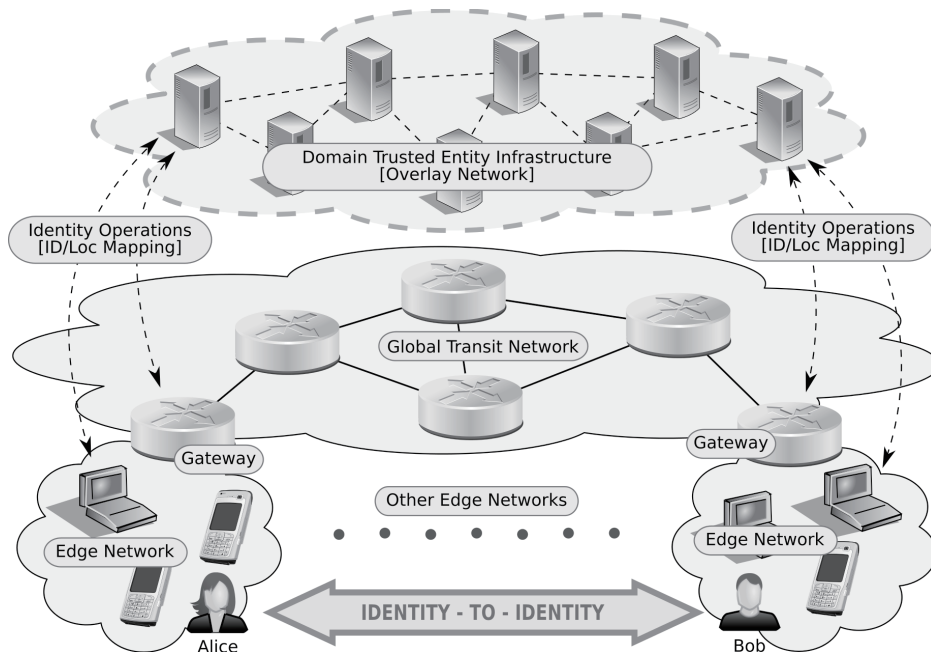 Domain Trusted Entity Infrastructure
[Overlay Network]
Identity Operations
[ID/Loc Mapping]
Identity Operations
[ID/Loc Mapping]
Global Transit Network
Gateway
Gateway
Other Edge Networks
Edge Network
Edge Network
IDENTITY - TO - IDENTITY
Alice
Bob